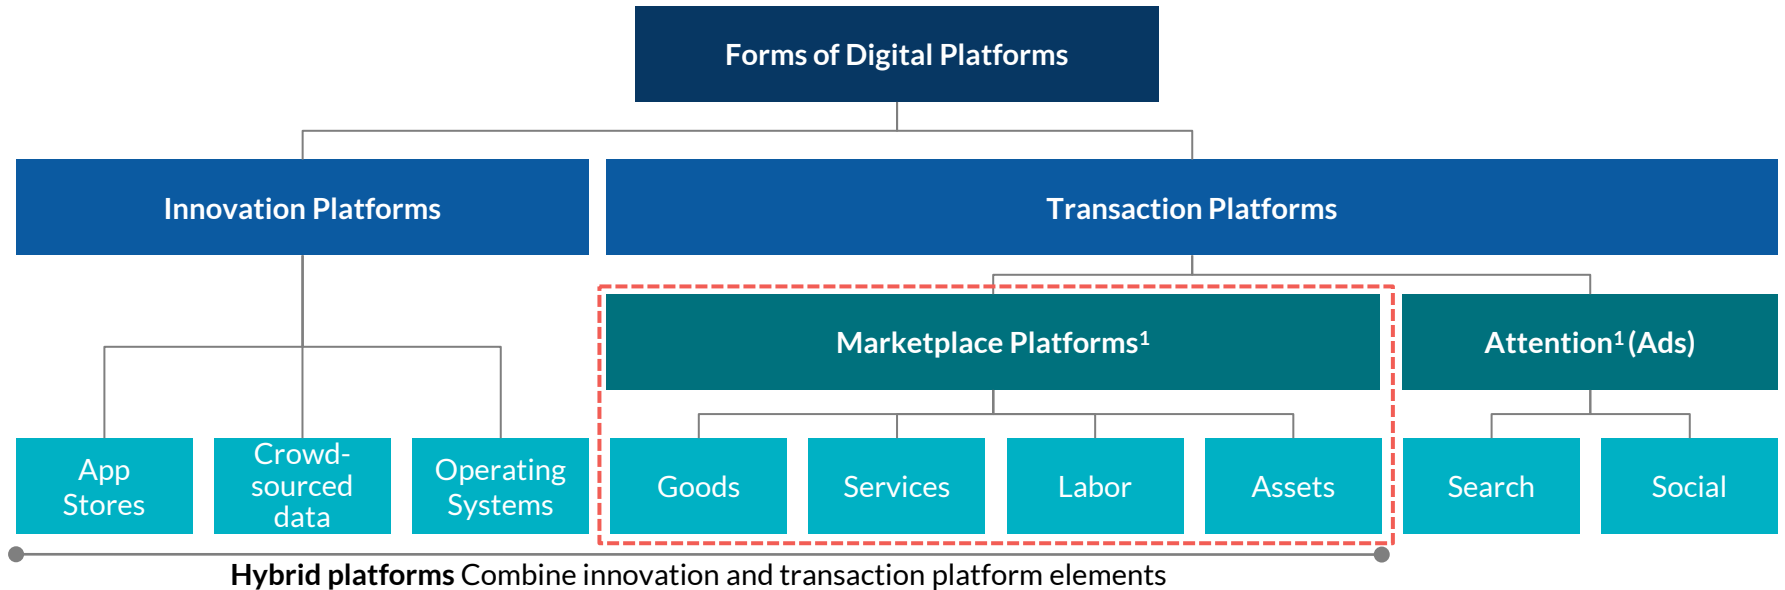 Forms of Digital Platforms
Innovation Platforms
Transaction Platforms
Marketplace Platforms¹
Attention¹ (Ads)
App
Stores
Crowd-
sourced
data
Operating
Systems
Goods
Services
Labor
Assets
Search
Social
Hybrid platforms Combine innovation and transaction platform elements